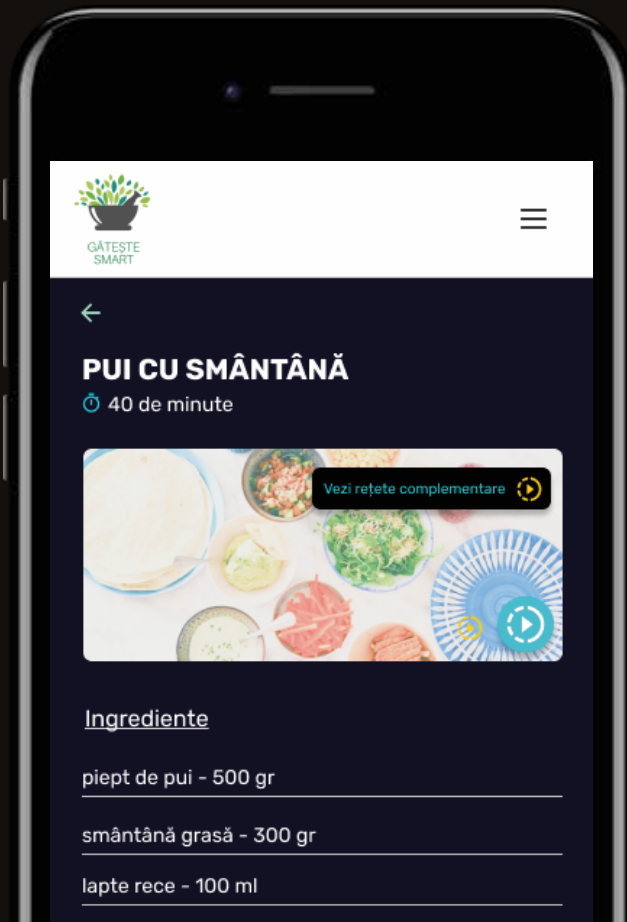 GĂTEȘTE
SMART
PUI CU SMÂNTÂNĂ
40 de minute
Vezi rețete complementare
Ingrediente
piept de pui - 500 gr
smântână grasă - 300 gr
lapte rece - 100 ml